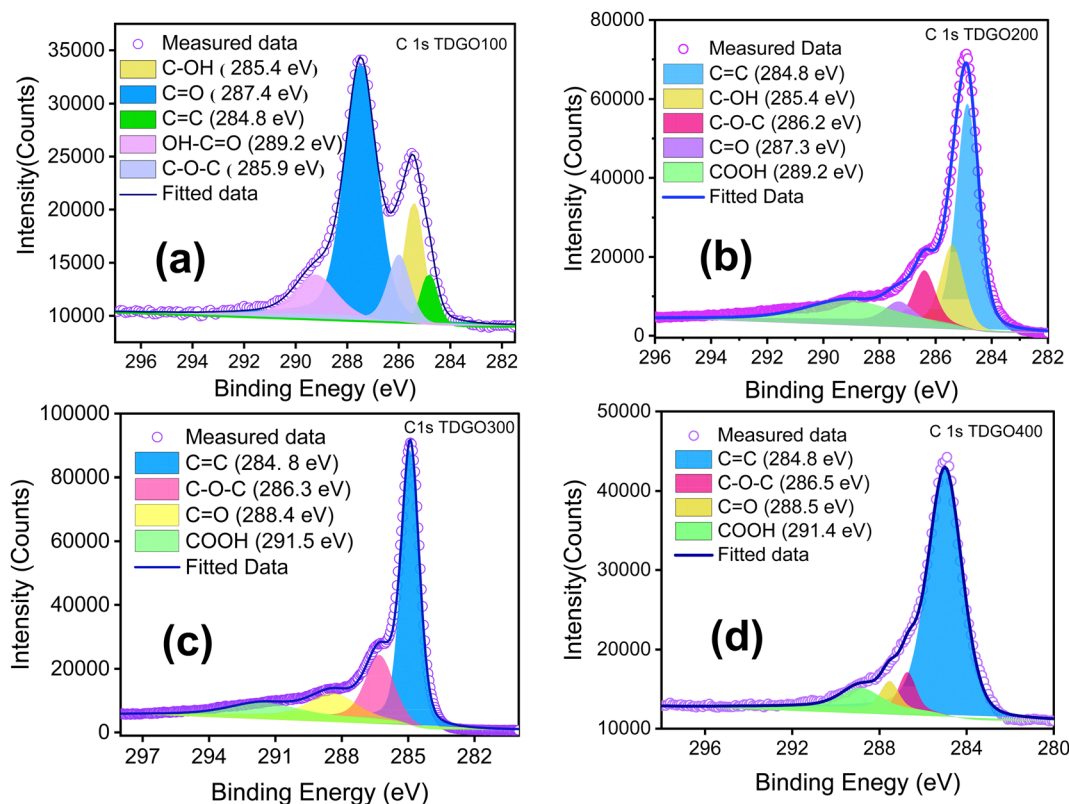 (a)
C 1s TDGO100
Measured data
C-OH ( 285.4 eV)
C=O ( 287.4 eV)
C=C ( 284.8 eV)
OH-C=O (289.2 eV)
C-O-C ( 285.9 eV)
Fitted data
Intensity(Counts)
35000
30000
25000
20000
15000
10000
296 294 292 290 288 286 284 282
Binding Enegy (eV)
(b)
C 1s TDGO200
Measured Data
C=C (284.8 eV)
C-OH (285.4 eV)
C-O-C (286.2 eV)
C=O (287.3 eV)
COOH (289.2 eV)
Fitted Data
Intensity (Counts)
80000
60000
40000
20000
0
296 294 292 290 288 286 284 282
Binding Energy (eV)
(c)
C1s TDGO300
Measured data
C=C (284. 8 eV)
C-O-C (286.3 eV)
C=O (288.4 eV)
COOH (291.5 eV)
Fitted Data
Intensity (Counts)
100000
80000
60000
40000
20000
0
297 294 291 288 285 282
Binding Energy (eV)
(d)
C 1s TDGO400
Measured data
C=C (284.8 eV)
C-O-C (286.5 eV)
C=O (288.5 eV)
COOH (291.4 eV)
Fitted data
Intensity(Counts)
50000
40000
30000
20000
10000
296 292 288 284 280
Binding Energy (eV)